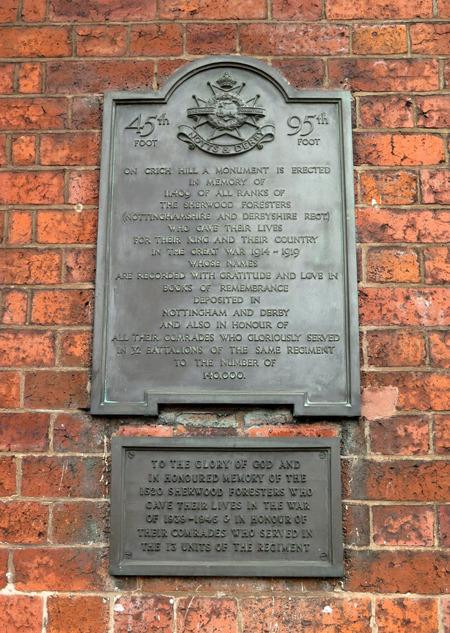 45th
FOOT
NOTTS & DERBY
95th
FOOT
ON CRICH HILL A MONUMENT IS ERECTED
IN MEMORY OF
11409 OF ALL RANKS OF
THE SHERWOOD FORESTERS
(NOTTINGHAMSHIRE AND DERBYSHIRE REGT)
WHO GAVE THEIR LIVES
FOR THEIR KING AND THEIR COUNTRY
IN THE GREAT WAR 1914-1919
WHOSE NAMES
ARE RECORDED WITH GRATITUDE AND LOVE IN
BOOKS OF REMEMBRANCE
DEPOSITED IN
NOTTINGHAM AND DERBY
AND ALSO IN HONOUR OF
ALL THEIR COMRADES WHO GLORIOUSLY SERVED
IN 32 BATTALIONS OF THE SAME REGIMENT
TO THE NUMBER OF
140,000.
TO THE GLORY OF GOD AND
IN HONOURED MEMORY OF THE
1520 SHERWOOD FORESTERS WHO
GAVE THEIR LIVES IN THE WAR
OF 1939-1945 & IN HONOUR OF
THEIR COMRADES WHO SERVED IN
THE 13 UNITS OF THE REGIMENT